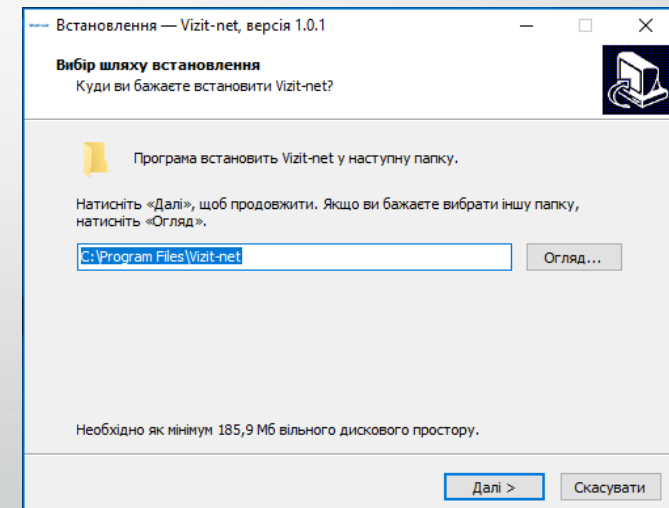 Встановлення — Vizit-net, версія 1.0.1
Вибір шляху встановлення
Куди ви бажаєте встановити Vizit-net?
Програма встановить Vizit-net у наступну папку.
Натисніть «Далі», щоб продовжити. Якщо ви бажаєте вибрати іншу папку,
натисніть «Огляд».
C:\Program Files\Vizit-net
Огляд...
Необхідно як мінімум 185,9 Мб вільного дискового простору.
Далі >
Скасувати